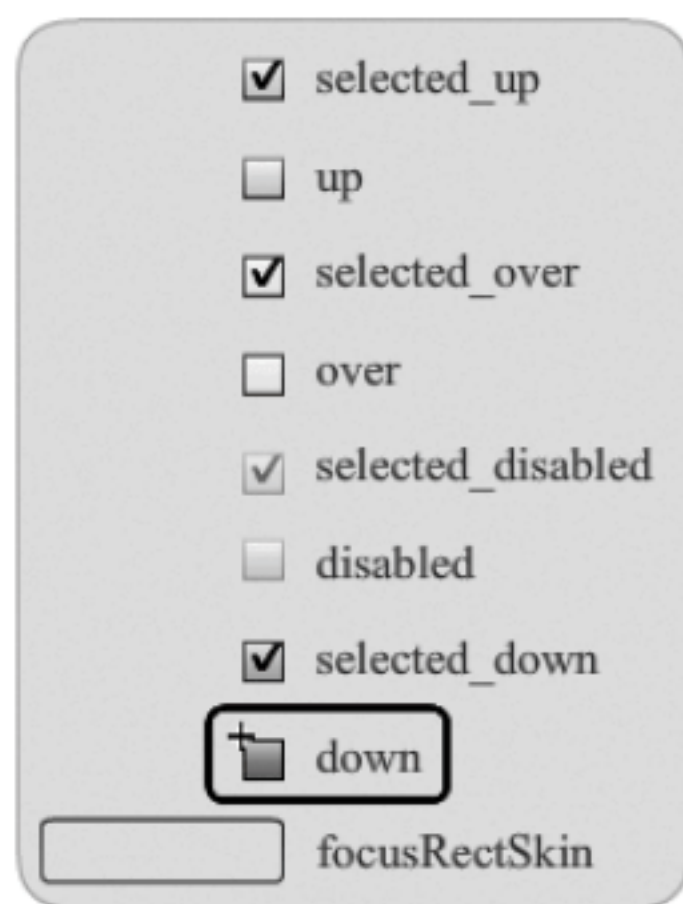 selected_up
up
selected_over
over
selected_disabled
disabled
selected_down
down
focusRectSkin